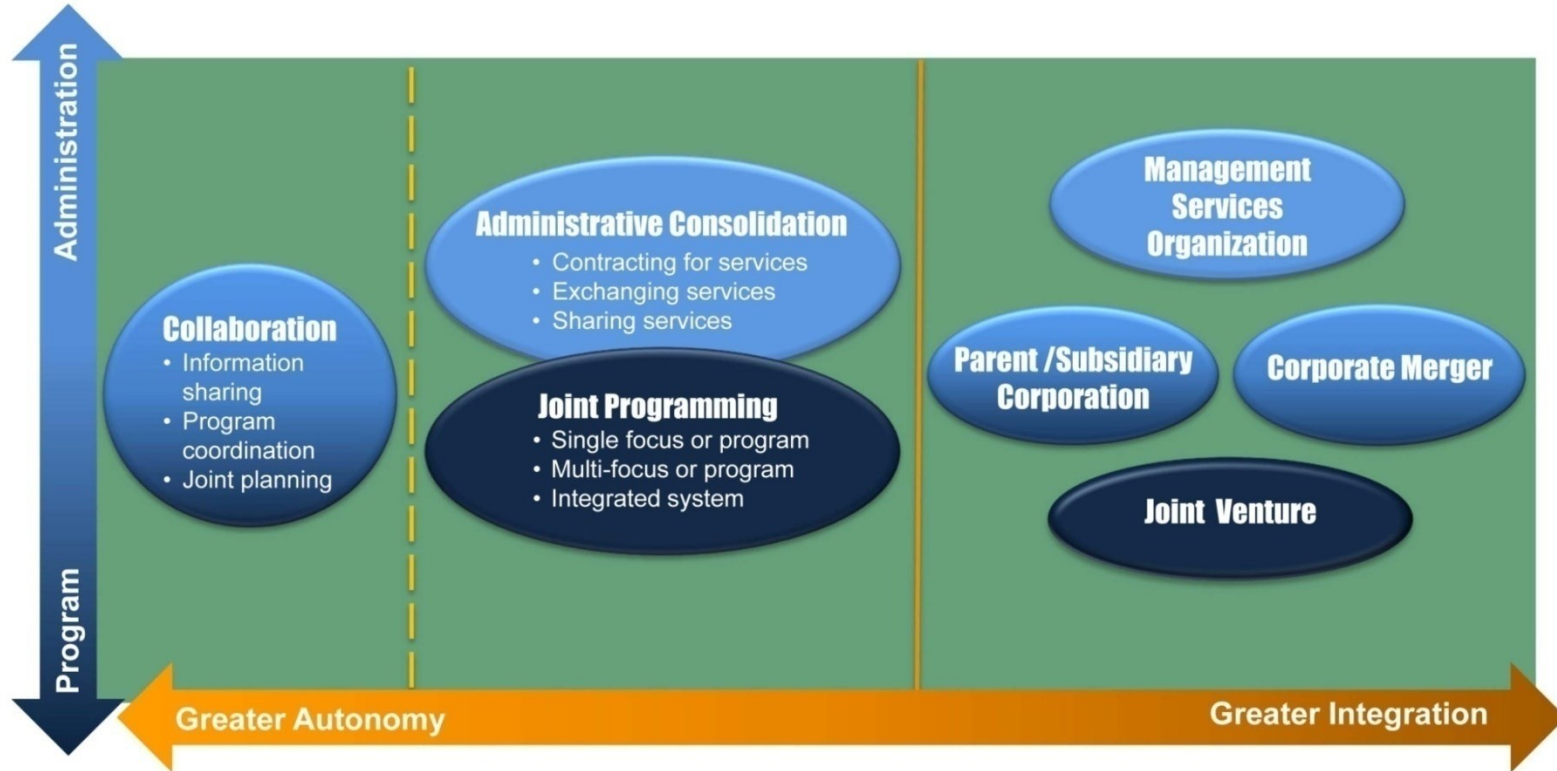 Administration
Program
Collaboration
• Information
sharing
• Program
coordination
• Joint planning
Administrative Consolidation
• Contracting for services
• Exchanging services
• Sharing services
Joint Programming
• Single focus or program
• Multi-focus or program
• Integrated system
Management
Services
Organization
Parent /Subsidiary
Corporation
Corporate Merger
Joint Venture
Greater Autonomy
Greater Integration